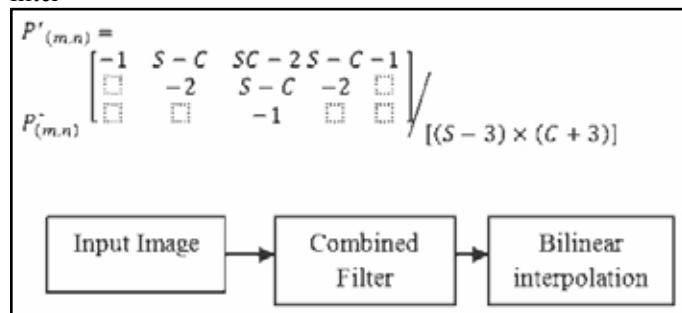 P′(m,n) =
[−1 S − C SC − 2 S − C − 1
□ −2 S − C −2 □
P̂(m,n) □ □ −1 □ □] / [(S − 3) × (C + 3)]
Input Image
Combined
Filter
Bilinear
interpolation